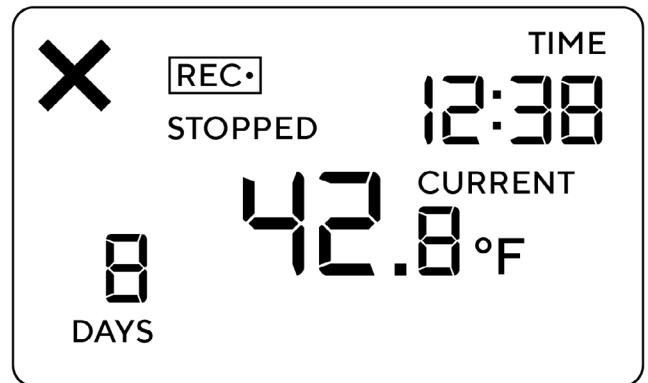 TIME
REC•
12:38
STOPPED
CURRENT
42.8°F
8
DAYS